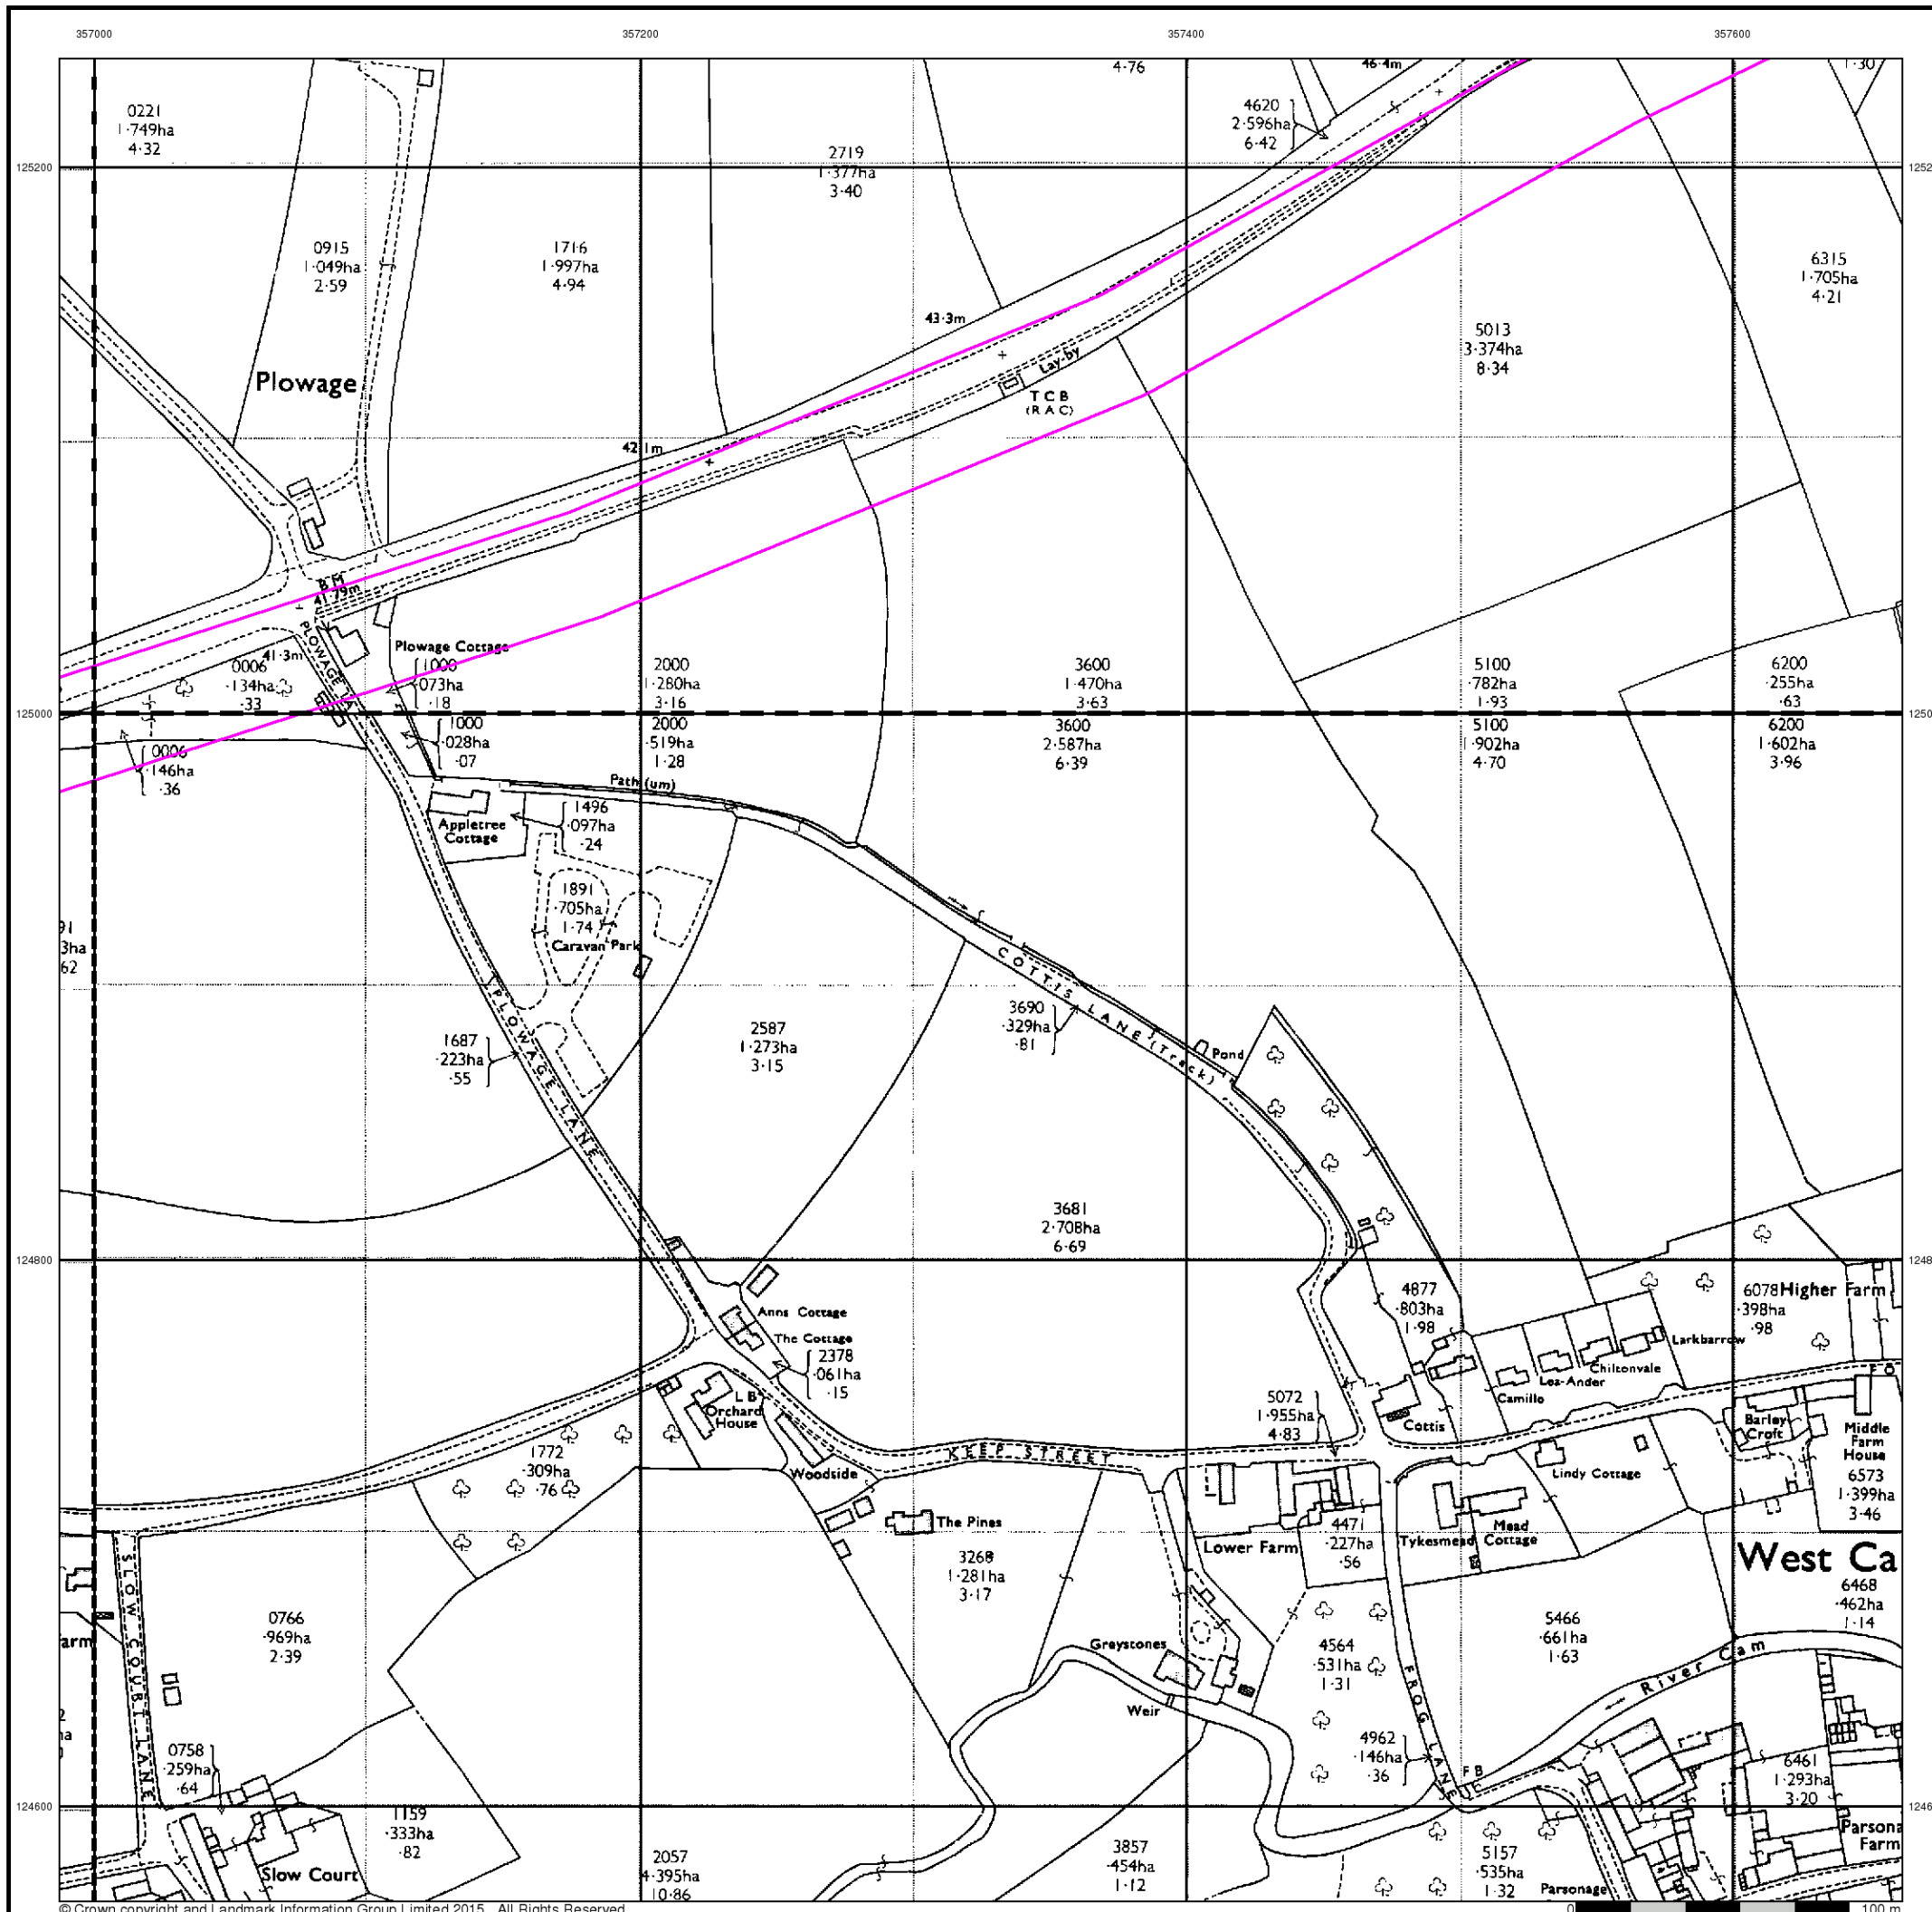 357000
357200
357400
357600
4·76
46·4m
1·30
0221
1·749ha
4·32
4620
2·596ha
6·42
125200
2719
1·377ha
3·40
0915
1·049ha
2·59
1716
1·997ha
4·94
6315
1·705ha
4·21
43·3m
5013
3·374ha
8·34
Plowage
Lay-by
T C B
(R A C)
42·1m
B M
41·79m
PLOWAGE LA
41·3m
Plowage Cottage
0006
·134ha
·33
1000
·073ha
·18
2000
1·280ha
3·16
3600
1·470ha
3·63
5100
·782ha
1·93
6200
·255ha
·63
125000
1000
·028ha
·07
2000
·519ha
1·28
3600
2·587ha
6·39
5100
1·902ha
4·70
6200
1·602ha
3·96
0006
·146ha
·36
Path (um)
Appletree
Cottage
1496
·097ha
·24
1891
·705ha
1·74
Caravan Park
91
3ha
62
COTTIS LANE (Track)
3690
·329ha
·81
Pond
1687
·223ha
·55
PLOWAGE LANE
2587
1·273ha
3·15
3681
2·708ha
6·69
124800
4877
·803ha
1·98
6078
·398ha
·98
Higher Farm
Anns Cottage
The Cottage
2378
·061ha
·15
Larkbarrow
Chiltonvale
Lea-Ander
Camillo
L B
Orchard
House
5072
1·955ha
4·83
Cottis
Barley
Croft
Middle
Farm
House
6573
1·399ha
3·46
1772
·309ha
·76
Woodside
KEEP STREET
Lindy Cottage
The Pines
Lower Farm
4471
·227ha
·56
Tykesmead
Mead
Cottage
West Ca
3268
1·281ha
3·17
6468
·462ha
1·14
SLOW COURT LANE
arm
0766
·969ha
2·39
Greystones
4564
·531ha
1·31
5466
·661ha
1·63
River Cam
FROG LANE
Weir
4962
·146ha
·36
F B
0758
·259ha
·64
6461
1·293ha
3·20
124600
1159
·333ha
·82
Slow Court
2057
4·395ha
10·86
3857
·454ha
1·12
5157
·535ha
1·32
Parsona
Farm
Parsonage
© Crown copyright and Landmark Information Group Limited 2015. All Rights Reserved
0
100 m